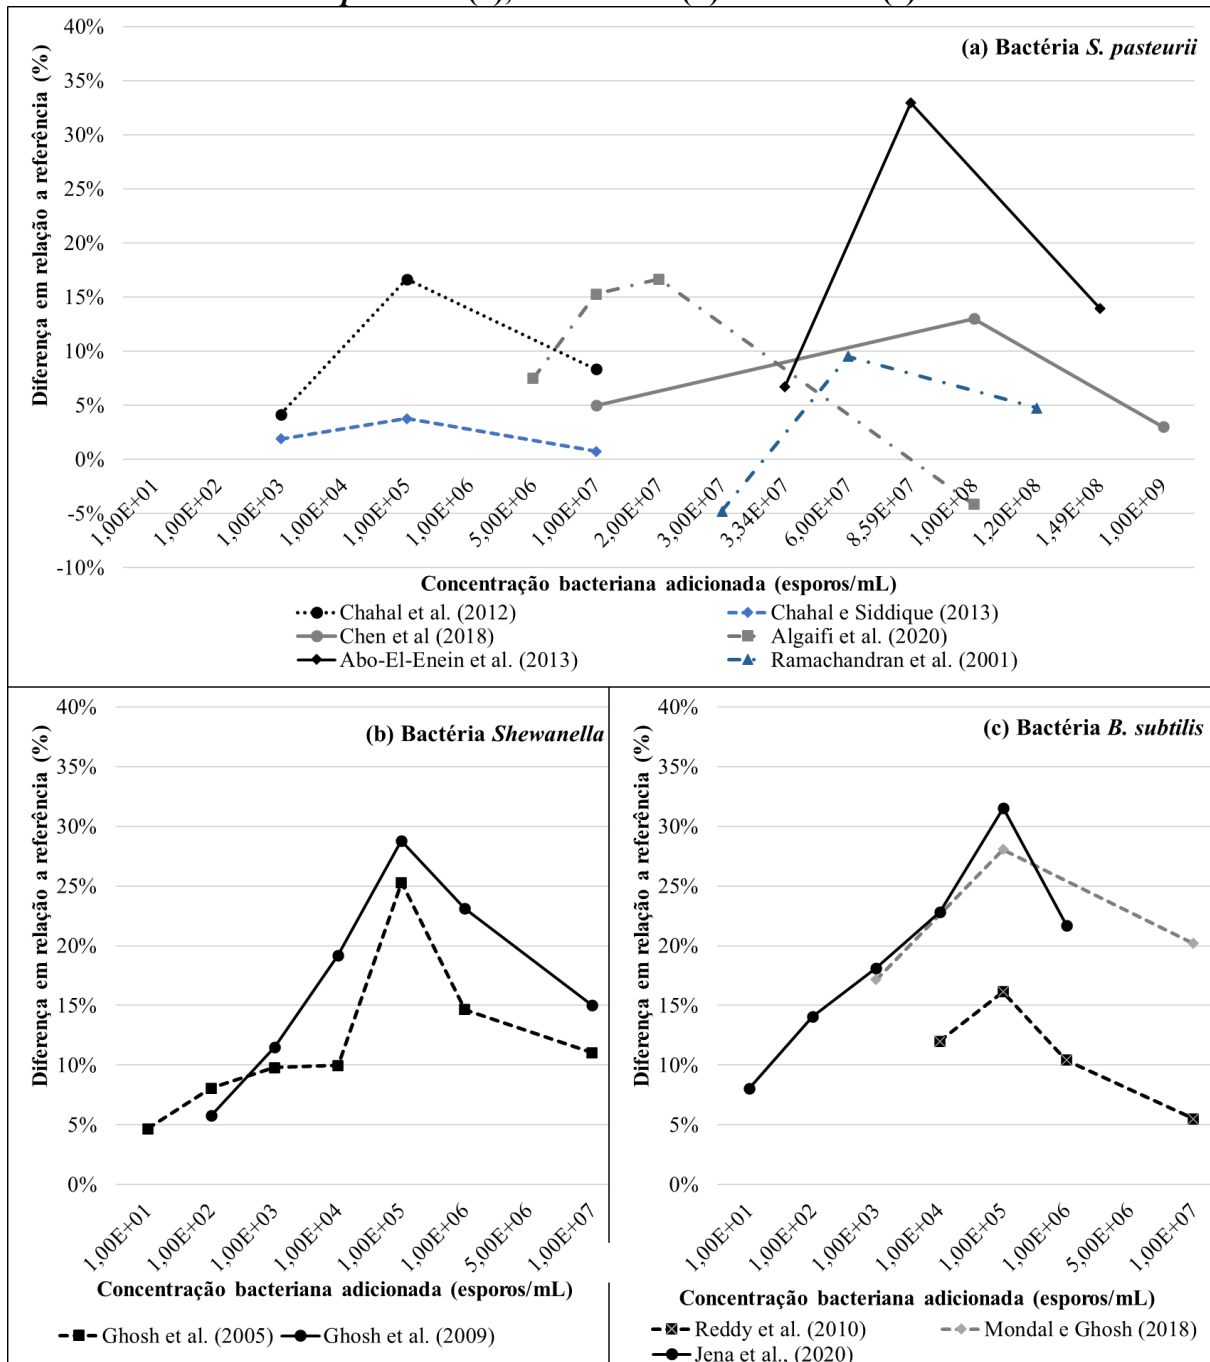 40%
35%
30%
25%
20%
15%
10%
5%
0%
-5%
-10%
Diferença em relação a referência (%)
(a) Bactéria S. pasteurii
1,00E+01
1,00E+02
1,00E+03
1,00E+04
1,00E+05
1,00E+06
5,00E+06
1,00E+07
2,00E+07
3,00E+07
3,34E+07
6,00E+07
8,59E+07
1,00E+08
1,20E+08
1,49E+08
1,00E+09
Concentração bacteriana adicionada (esporos/mL)
Chahal et al. (2012)
Chahal e Siddique (2013)
Chen et al (2018)
Algaifi et al. (2020)
Abo-El-Enein et al. (2013)
Ramachandran et al. (2001)
40%
35%
30%
25%
20%
15%
10%
5%
0%
Diferença em relação a referência (%)
(b) Bactéria Shewanella
1,00E+01
1,00E+02
1,00E+03
1,00E+04
1,00E+05
1,00E+06
5,00E+06
1,00E+07
Concentração bacteriana adicionada (esporos/mL)
Ghosh et al. (2005)
Ghosh et al. (2009)
40%
35%
30%
25%
20%
15%
10%
5%
0%
Diferença em relação a referência (%)
(c) Bactéria B. subtilis
1,00E+01
1,00E+02
1,00E+03
1,00E+04
1,00E+05
1,00E+06
5,00E+06
1,00E+07
Concentração bacteriana adicionada (esporos/mL)
Reddy et al. (2010)
Mondal e Ghosh (2018)
Jena et al., (2020)